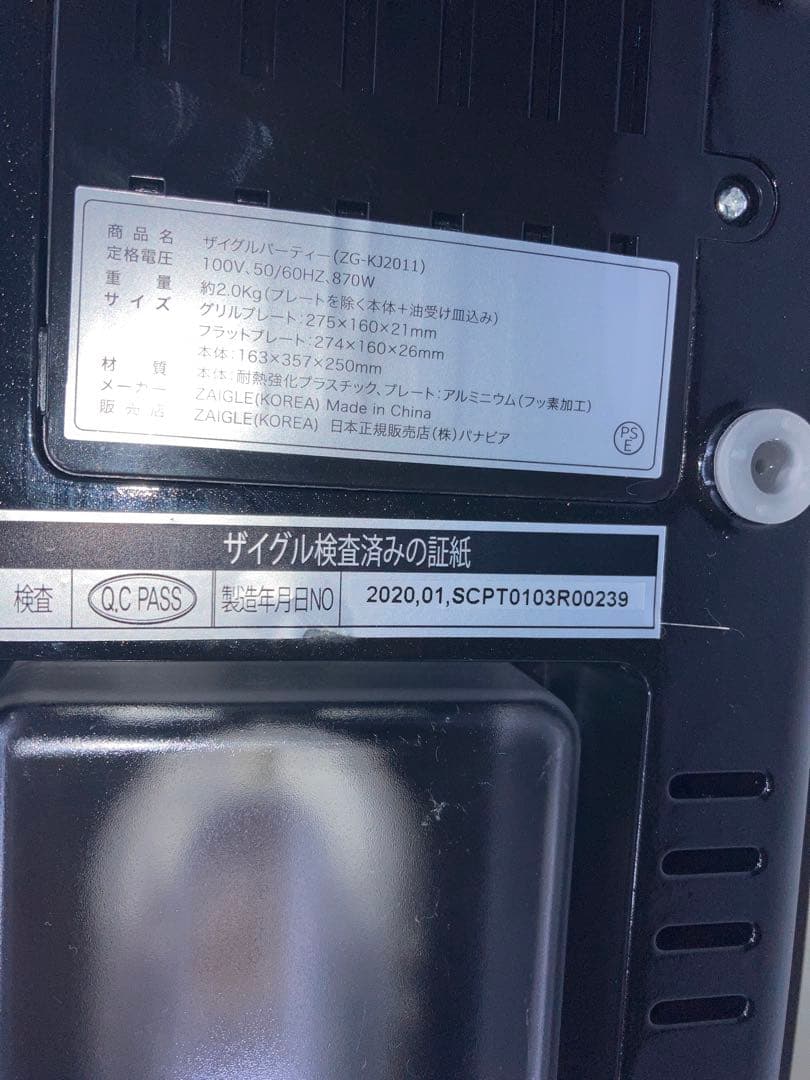 商品名 ザイグルパーティー(ZG-KJ2011)
定格電圧 100V、50/60HZ、870W
重量 約2.0Kg(プレートを除く本体+油受け皿込み)
サイズ グリルプレート:275×160×21mm
フラットプレート:274×160×26mm
本体:163×357×250mm
材質 本体:耐熱強化プラスチック、プレート:アルミニウム(フッ素加工)
メーカー ZAIGLE(KOREA) Made in China
販売店 ZAIGLE(KOREA) 日本正規販売店(株)パナビア
PS
E
ザイグル検査済みの証紙
検査 Q.C PASS 製造年月日NO 2020,01,SCPT0103R00239